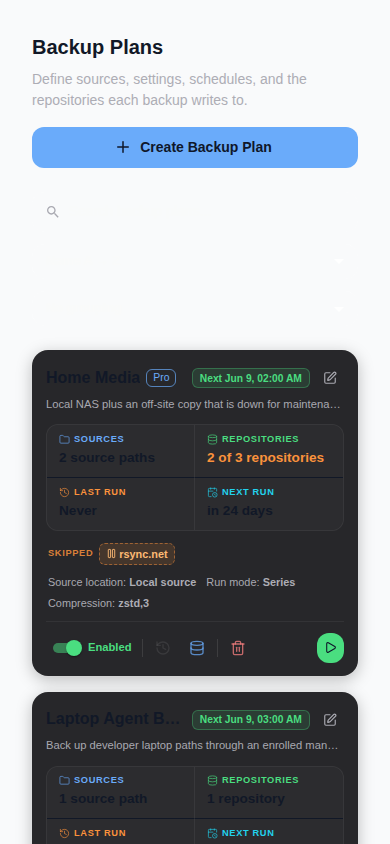 Backup Plans
Define sources, settings, schedules, and the
repositories each backup writes to.
Create Backup Plan
Home Media Pro Next Jun 9, 02:00 AM
Local NAS plus an off-site copy that is down for maintena…
SOURCES REPOSITORIES
2 source paths 2 of 3 repositories
LAST RUN NEXT RUN
Never in 24 days
SKIPPED rsync.net
Source location: Local source Run mode: Series
Compression: zstd,3
Enabled
Laptop Agent B… Next Jun 9, 03:00 AM
Back up developer laptop paths through an enrolled man…
SOURCES REPOSITORIES
1 source path 1 repository
LAST RUN NEXT RUN